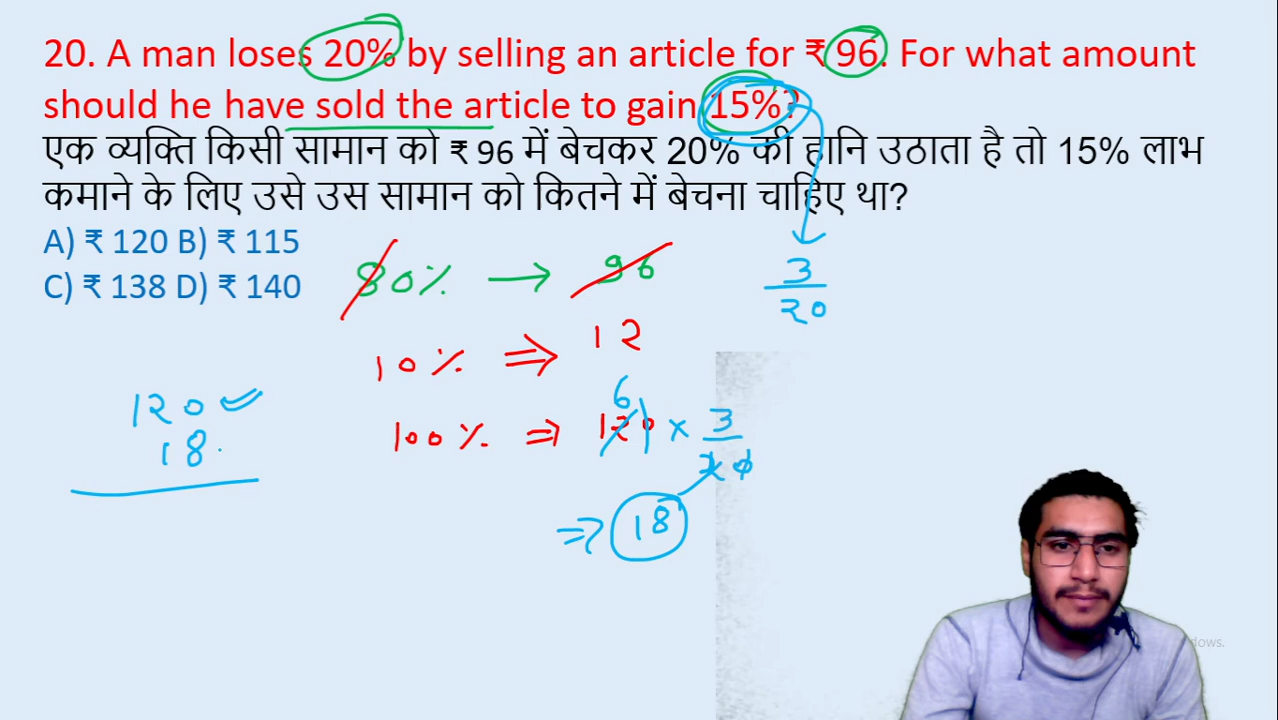 20. A man loses 20% by selling an article for ₹ 96. For what amount
should he have sold the article to gain 15%?
एक व्यक्ति किसी सामान को ₹ 96 में बेचकर 20% की हानि उठाता है तो 15% लाभ
कमाने के लिए उसे उस सामान को कितने में बेचना चाहिए था?
A) ₹ 120 B) ₹ 115
C) ₹ 138 D) ₹ 140
80% → 96
3
20
10% ⇒ 12
6
100% ⇒ 120 × 3
20
⇒ 18
120
18
dows.